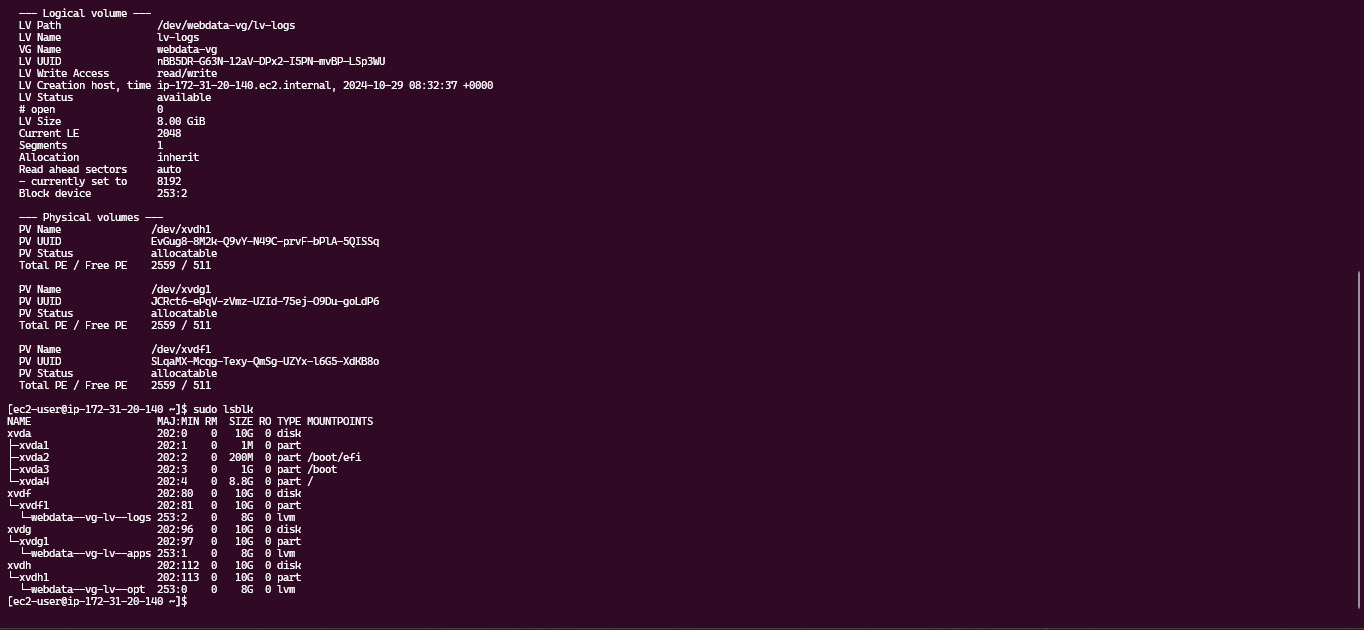 --- Logical volume ---
LV Path                /dev/webdata-vg/lv-logs
LV Name                lv-logs
VG Name                webdata-vg
LV UUID                nBB5DR-G63N-12aV-DPx2-I5PN-mvBP-LSp3WU
LV Write Access        read/write
LV Creation host, time ip-172-31-20-140.ec2.internal, 2024-10-29 08:32:37 +0000
LV Status              available
# open                 0
LV Size                8.00 GiB
Current LE             2048
Segments               1
Allocation             inherit
Read ahead sectors     auto
- currently set to     8192
Block device           253:2
--- Physical volumes ---
PV Name               /dev/xvdh1
PV UUID               EvGug8-8M2k-Q9vY-N49C-prvF-bPlA-5QISSq
PV Status             allocatable
Total PE / Free PE    2559 / 511
PV Name               /dev/xvdg1
PV UUID               JCRct6-ePqV-zVmz-UZId-75ej-O9Du-goLdP6
PV Status             allocatable
Total PE / Free PE    2559 / 511
PV Name               /dev/xvdf1
PV UUID               SLqaMX-Mcqg-Texy-QmSg-UZYx-l6G5-XdKB8o
PV Status             allocatable
Total PE / Free PE    2559 / 511
[ec2-user@ip-172-31-20-140 ~]$ sudo lsblk
NAME                     MAJ:MIN RM  SIZE RO TYPE MOUNTPOINTS
xvda                     202:0    0   10G  0 disk
├─xvda1                  202:1    0    1M  0 part
├─xvda2                  202:2    0  200M  0 part /boot/efi
├─xvda3                  202:3    0    1G  0 part /boot
└─xvda4                  202:4    0  8.8G  0 part /
xvdf                     202:80   0   10G  0 disk
└─xvdf1                  202:81   0   10G  0 part
  └─webdata--vg-lv--logs 253:2    0    8G  0 lvm
xvdg                     202:96   0   10G  0 disk
└─xvdg1                  202:97   0   10G  0 part
  └─webdata--vg-lv--apps 253:1    0    8G  0 lvm
xvdh                     202:112  0   10G  0 disk
└─xvdh1                  202:113  0   10G  0 part
  └─webdata--vg-lv--opt  253:0    0    8G  0 lvm
[ec2-user@ip-172-31-20-140 ~]$